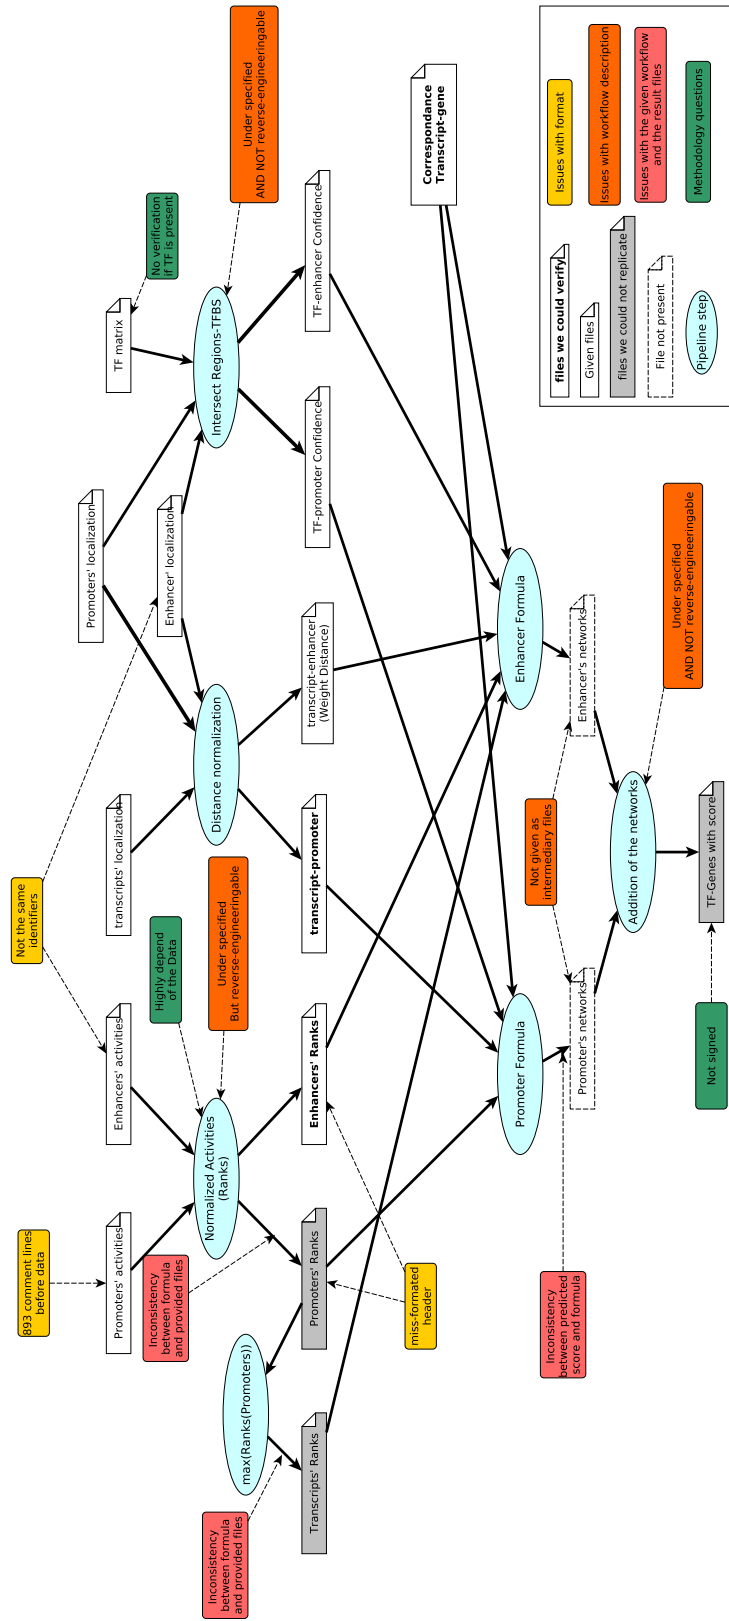 893 comment lines
before data
Not the same
identifiers
Promoters' activities
Enhancers' activities
transcripts' localization
Promoters' localization
Enhancer' localization
TF matrix
No verification
if TF is present
Under specified
AND NOT reverse-engineeringable
Inconsistency
between formula
and provided files
Highly depend
of the Data
Under specified
But reverse-engineeringable
Normalized Activities
(Ranks)
Distance normalization
Intersect Regions-TFBS
Inconsistency
between formula
and provided files
max(Ranks(Promoters))
Transcripts' Ranks
Promoters' Ranks
Enhancers' Ranks
transcript-promoter
transcript-enhancer
(Weight Distance)
TF-promoter Confidence
TF-enhancer Confidence
miss-formated
header
Correspondance
Transcript-gene
Promoter Formula
Enhancer Formula
Inconsistency
between predicted
score and formula
Not given as
intermediary files
Promoter's networks
Enhancer's networks
Addition of the networks
Under specified
AND NOT reverse-engineeringable
Not signed
TF-Genes with score
files we could verify
Given files
files we could not replicate
File not present
Pipeline step
Issues with format
Issues with workflow description
Issues with the given workflow
and the result files
Methodology questions